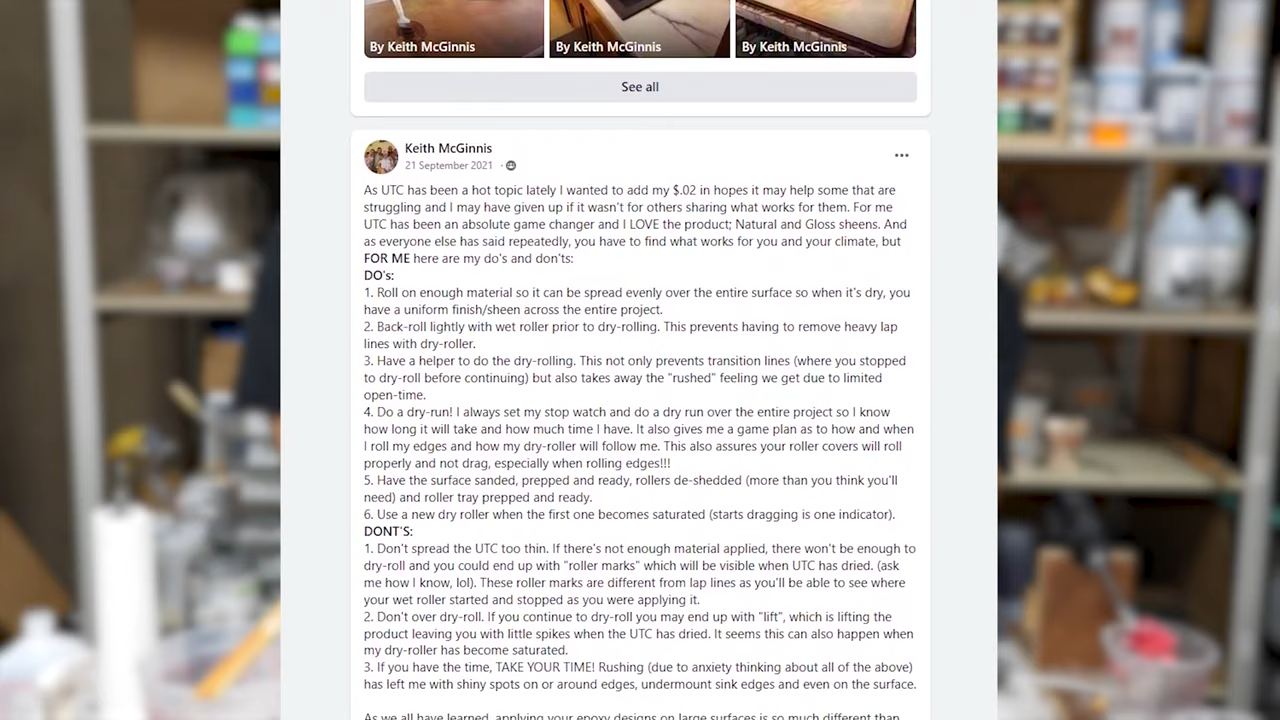 By Keith McGinnis
By Keith McGinnis
By Keith McGinnis
See all
Keith McGinnis
21 September 2021 ·
As UTC has been a hot topic lately I wanted to add my $.02 in hopes it may help some that are
struggling and I may have given up if it wasn't for others sharing what works for them. For me
UTC has been an absolute game changer and I LOVE the product; Natural and Gloss sheens. And
as everyone else has said repeatedly, you have to find what works for you and your climate, but
FOR ME here are my do's and don'ts:
DO's:
1. Roll on enough material so it can be spread evenly over the entire surface so when it's dry, you
have a uniform finish/sheen across the entire project.
2. Back-roll lightly with wet roller prior to dry-rolling. This prevents having to remove heavy lap
lines with dry-roller.
3. Have a helper to do the dry-rolling. This not only prevents transition lines (where you stopped
to dry-roll before continuing) but also takes away the "rushed" feeling we get due to limited
open-time.
4. Do a dry-run! I always set my stop watch and do a dry run over the entire project so I know
how long it will take and how much time I have. It also gives me a game plan as to how and when
I roll my edges and how my dry-roller will follow me. This also assures your roller covers will roll
properly and not drag, especially when rolling edges!!!
5. Have the surface sanded, prepped and ready, rollers de-shedded (more than you think you'll
need) and roller tray prepped and ready.
6. Use a new dry roller when the first one becomes saturated (starts dragging is one indicator).
DONT'S:
1. Don't spread the UTC too thin. If there's not enough material applied, there won't be enough to
dry-roll and you could end up with "roller marks" which will be visible when UTC has dried. (ask
me how I know, lol). These roller marks are different from lap lines as you'll be able to see where
your wet roller started and stopped as you were applying it.
2. Don't over dry-roll. If you continue to dry-roll you may end up with "lift", which is lifting the
product leaving you with little spikes when the UTC has dried. It seems this can also happen when
my dry-roller has become saturated.
3. If you have the time, TAKE YOUR TIME! Rushing (due to anxiety thinking about all of the above)
has left me with shiny spots on or around edges, undermount sink edges and even on the surface.
As we all have learned, applying your epoxy designs on large surfaces is so much different than